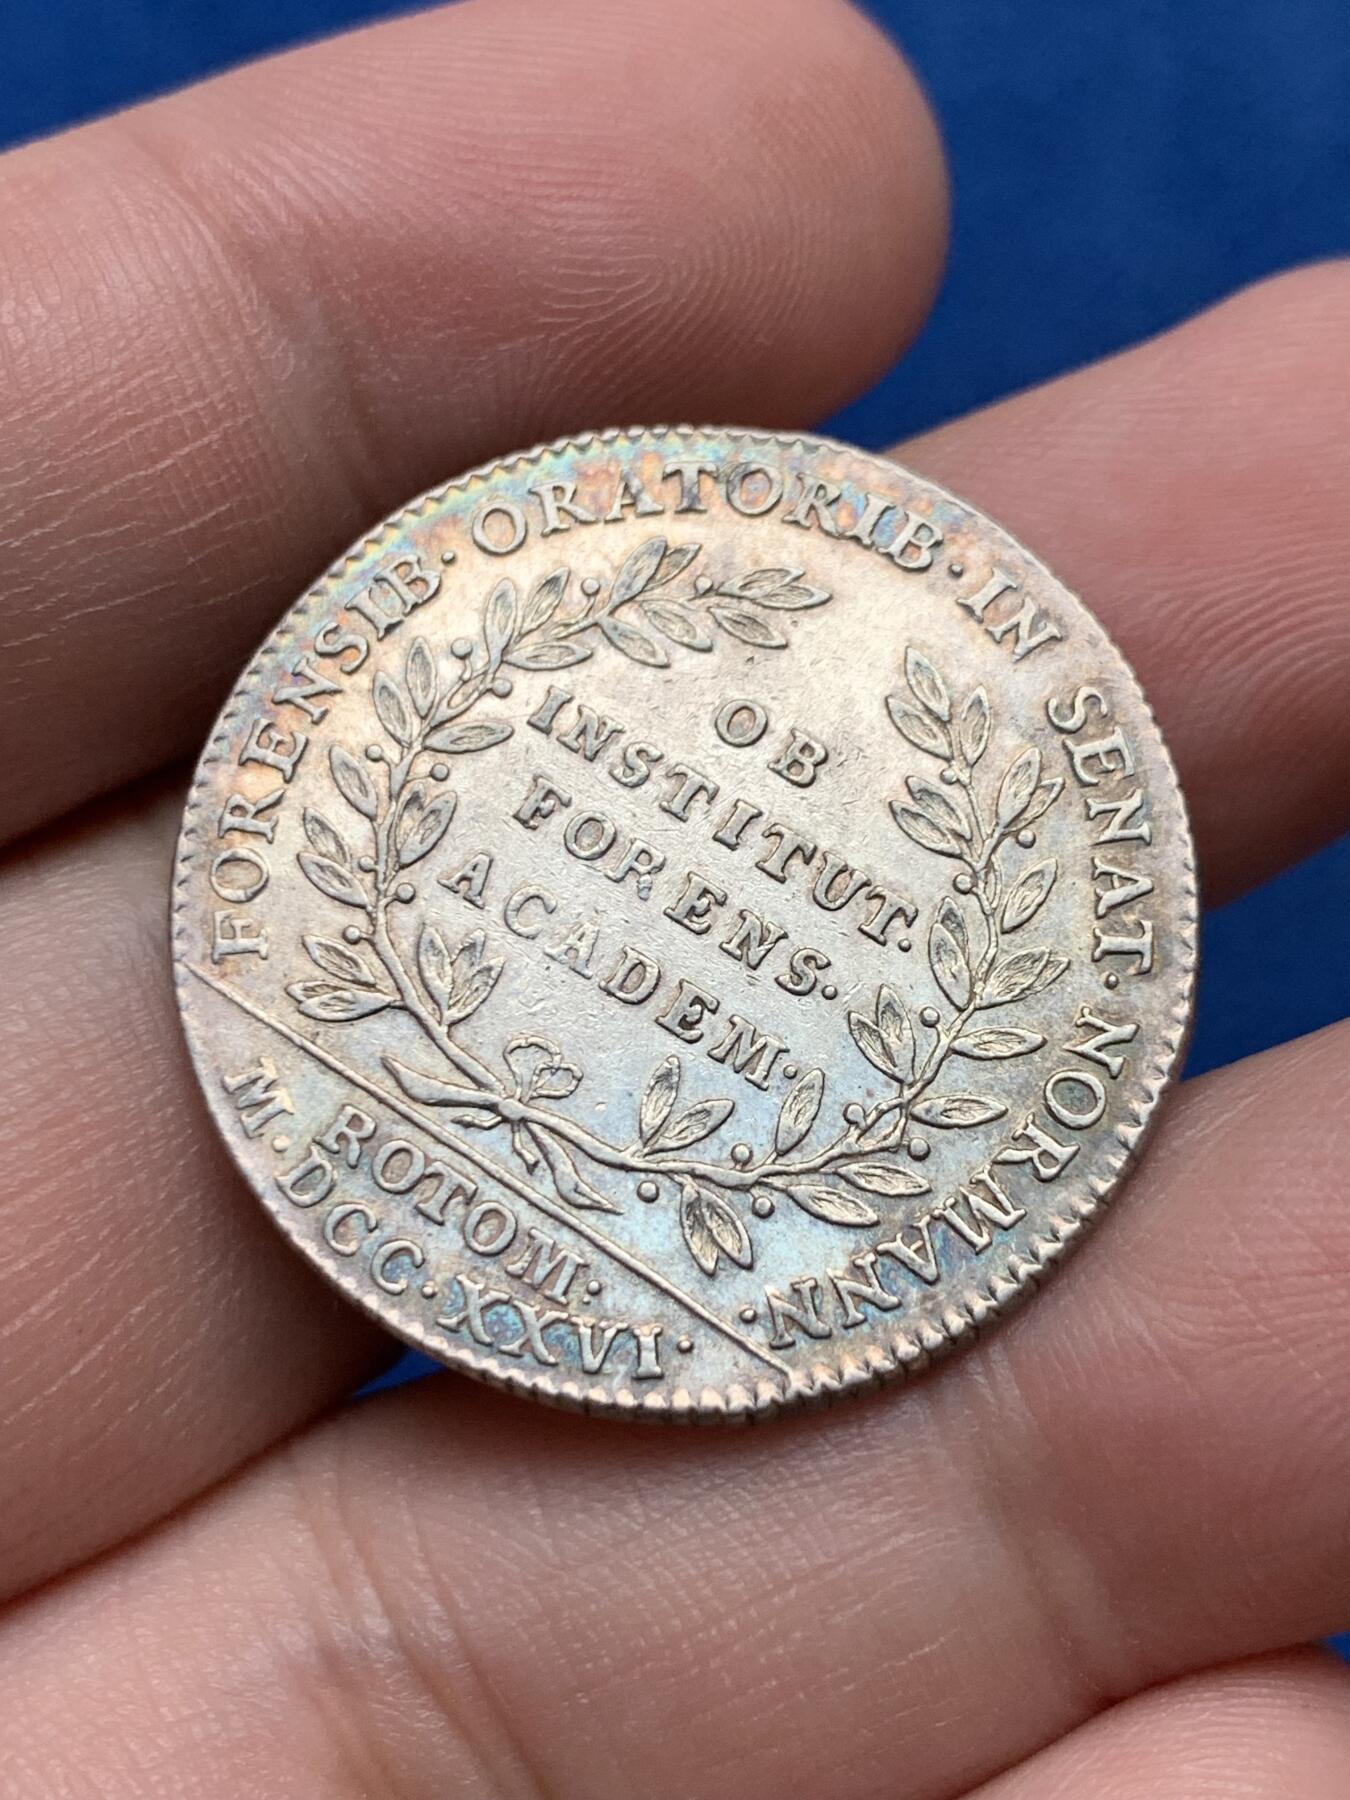 FORENSIB· ORATORIB· IN SENAT· NORMANN·
OB
INSTITUT.
FORENS·
ACADEM·
ROTOM:
M·DCC·XXVI·